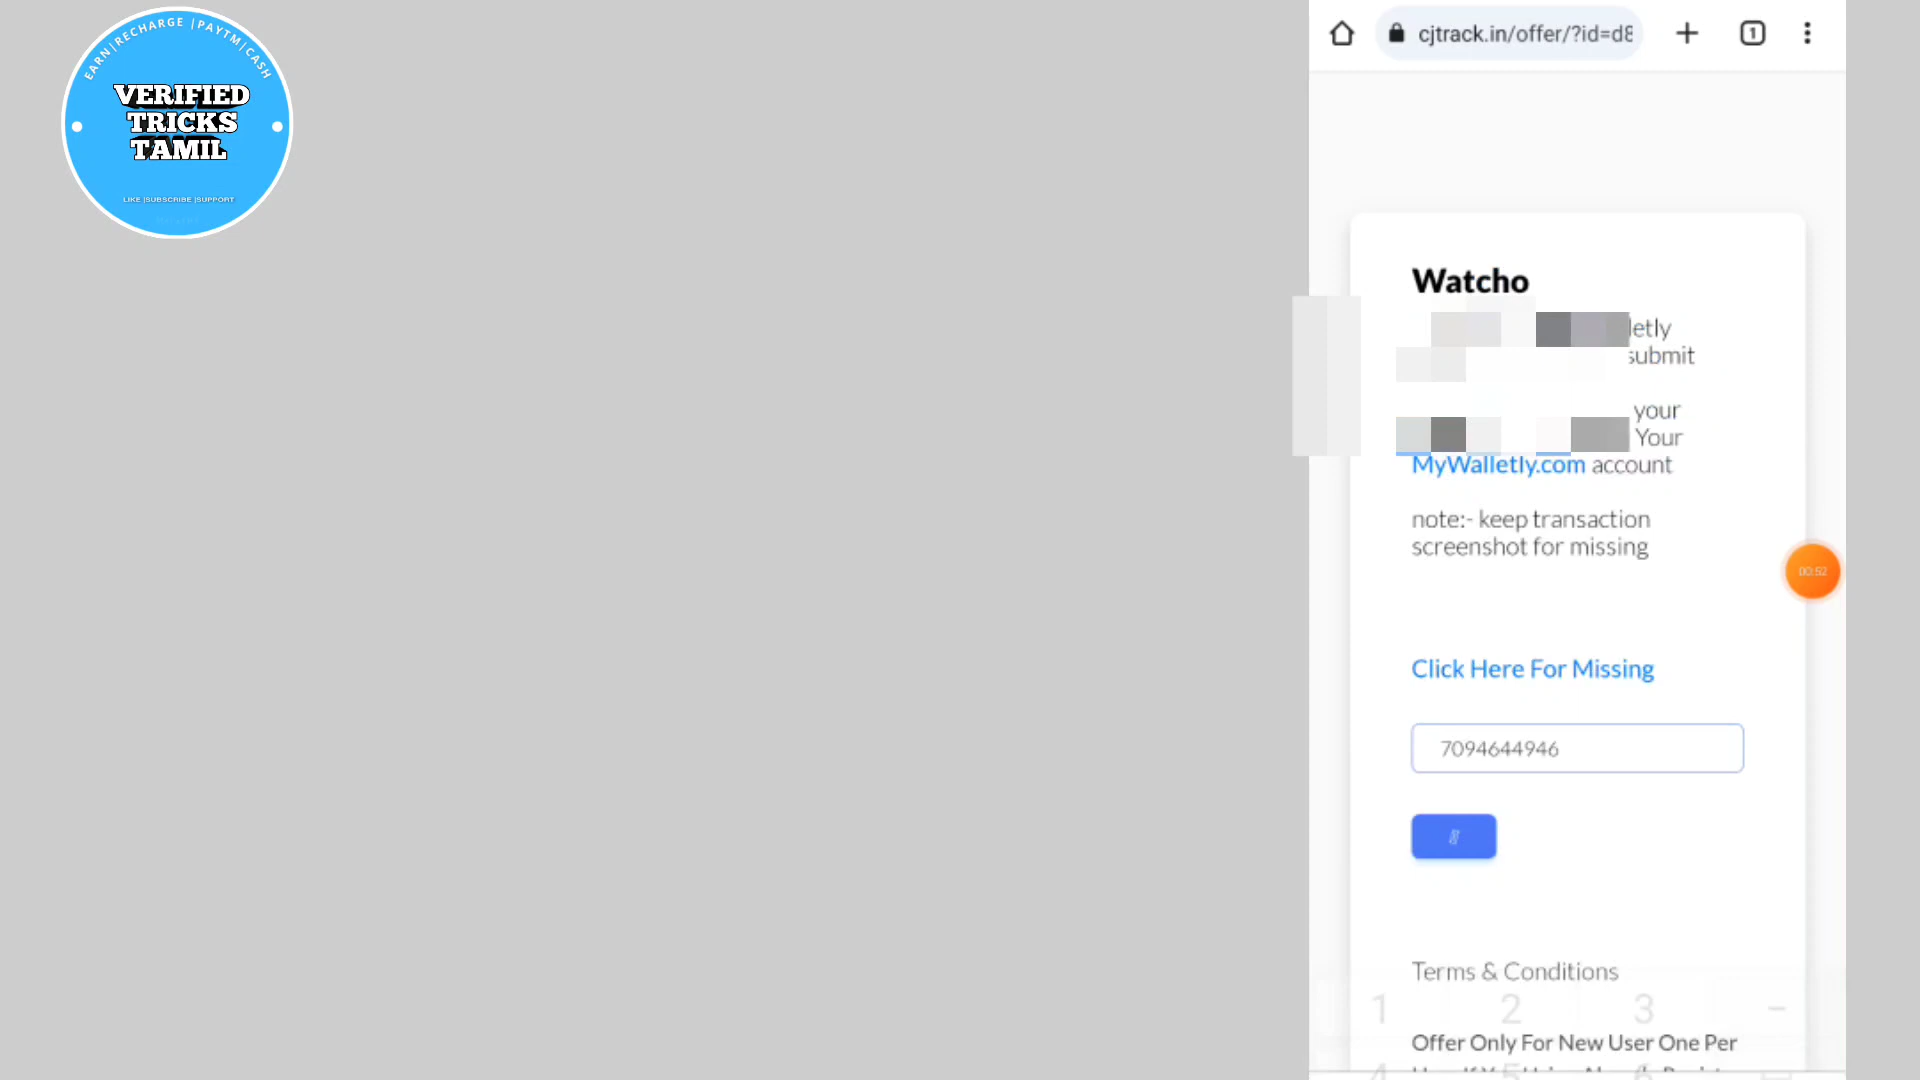 EARN|RECHARGE |PAYTM|CASH
VERIFIED
TRICKS
TAMIL
LIKE |SUBSCRIBE |SUPPORT
cjtrack.in/offer/?id=d8
1
Watcho
letly
submit
your
Your
MyWalletly.com account
note:- keep transaction
screenshot for missing
00:52
Click Here For Missing
7094644946
Terms & Conditions
1 2 3 –
Offer Only For New User One Per